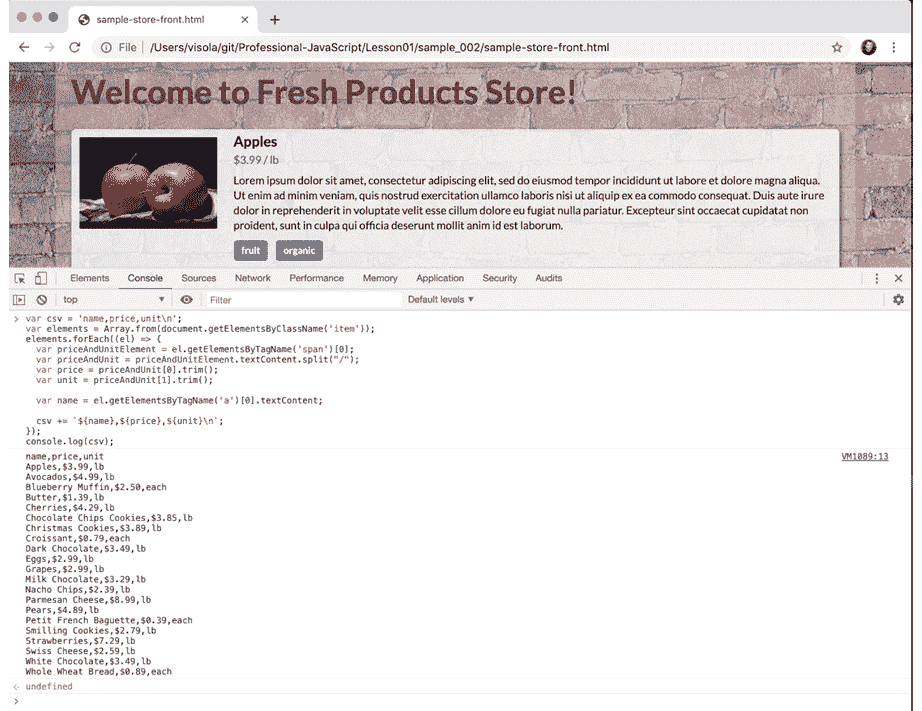 sample-store-front.html
File /Users/visola/git/Professional-JavaScript/Lesson01/sample_002/sample-store-front.html
Welcome to Fresh Products Store!
Apples
$3.99 / lb
Lorem ipsum dolor sit amet, consectetur adipiscing elit, sed do eiusmod tempor incididunt ut labore et dolore magna aliqua.
Ut enim ad minim veniam, quis nostrud exercitation ullamco laboris nisi ut aliquip ex ea commodo consequat. Duis aute irure
dolor in reprehenderit in voluptate velit esse cillum dolore eu fugiat nulla pariatur. Excepteur sint occaecat cupidatat non
proident, sunt in culpa qui officia deserunt mollit anim id est laborum.
fruit organic
Elements Console Sources Network Performance Memory Application Security Audits
top Filter Default levels
var csv = 'name,price,unit\n';
var elements = Array.from(document.getElementsByClassName('item'));
elements.forEach((el) => {
var priceAndUnitElement = el.getElementsByTagName('span')[0];
var priceAndUnit = priceAndUnitElement.textContent.split("/");
var price = priceAndUnit[0].trim();
var unit = priceAndUnit[1].trim();
var name = el.getElementsByTagName('a')[0].textContent;
csv += `${name},${price},${unit}\n`;
});
console.log(csv);
name,price,unit VM1089:13
Apples,$3.99,lb
Avocados,$4.99,lb
Blueberry Muffin,$2.50,each
Butter,$1.39,lb
Cherries,$4.29,lb
Chocolate Chips Cookies,$3.85,lb
Christmas Cookies,$3.89,lb
Croissant,$0.79,each
Dark Chocolate,$3.49,lb
Eggs,$2.99,lb
Grapes,$2.99,lb
Milk Chocolate,$3.29,lb
Nacho Chips,$2.39,lb
Parmesan Cheese,$8.99,lb
Pears,$4.89,lb
Petit French Baguette,$0.39,each
Smilling Cookies,$2.79,lb
Strawberries,$7.29,lb
Swiss Cheese,$2.59,lb
White Chocolate,$3.49,lb
Whole Wheat Bread,$0.89,each
undefined